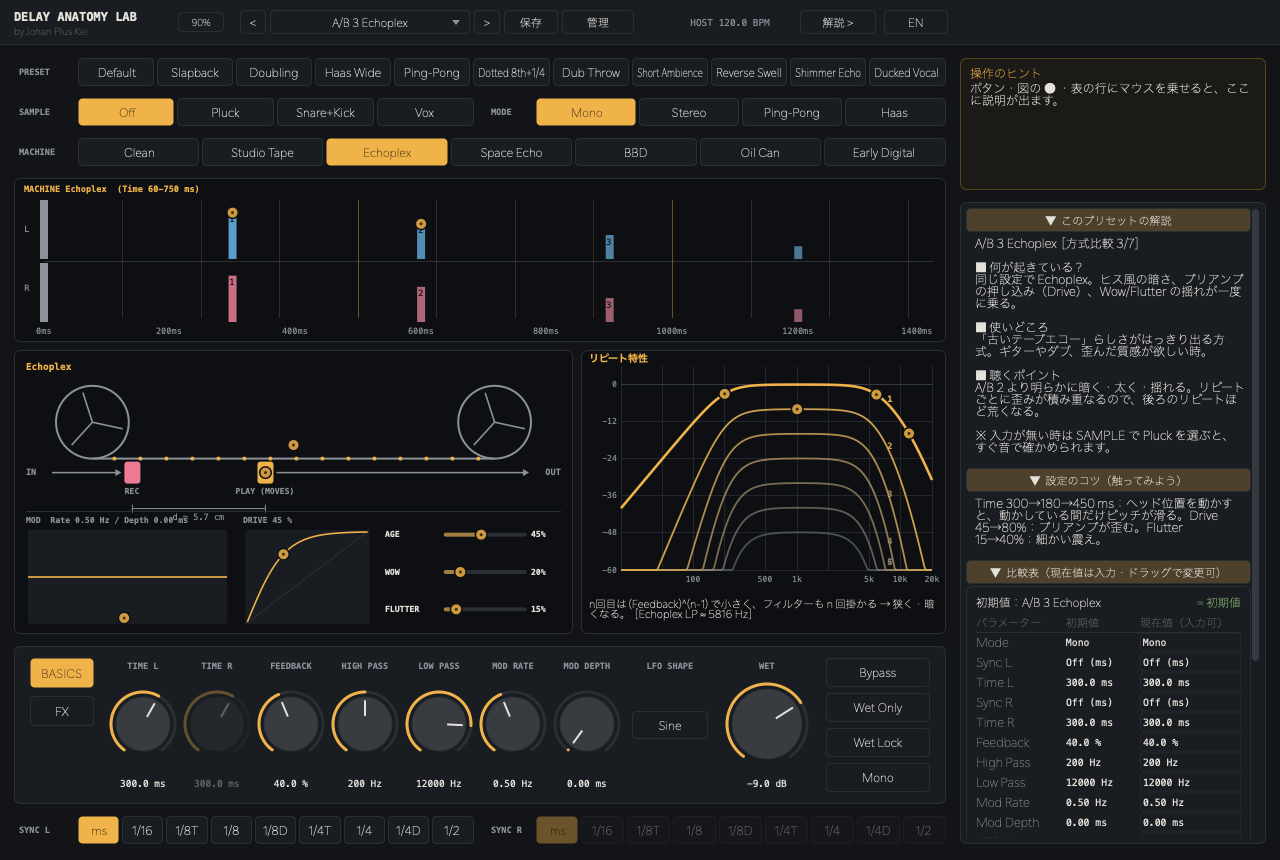 DELAY ANATOMY LAB
by Johan Plus Kei
90%
<
A/B 3 Echoplex
>
保存
管理
HOST 120.0 BPM
解説 >
EN
PRESET
Default
Slapback
Doubling
Haas Wide
Ping-Pong
Dotted 8th+1/4
Dub Throw
Short Ambience
Reverse Swell
Shimmer Echo
Ducked Vocal
SAMPLE
Off
Pluck
Snare+Kick
Vox
MODE
Mono
Stereo
Ping-Pong
Haas
MACHINE
Clean
Studio Tape
Echoplex
Space Echo
BBD
Oil Can
Early Digital
MACHINE Echoplex (Time 60–750 ms)
L
2
3
R
1
2
3
0ms
200ms
400ms
600ms
800ms
1000ms
1200ms
1400ms
Echoplex
IN
OUT
REC
PLAY (MOVES)
d = 5.7 cm
MOD Rate 0.50 Hz / Depth 0.00 ms
DRIVE 45 %
AGE
45%
WOW
20%
FLUTTER
15%
リピート特性
0
-12
-24
-36
-48
-60
1
2
3
4
5
100
500
1k
5k
10k
20k
n回目は (Feedback)^(n-1) で小さく、フィルターも n 回掛かる → 狭く・暗
くなる。 [Echoplex LP ≈ 5816 Hz]
BASICS
FX
TIME L
TIME R
FEEDBACK
HIGH PASS
LOW PASS
MOD RATE
MOD DEPTH
LFO SHAPE
WET
Sine
300.0 ms
300.0 ms
40.0 %
200 Hz
12000 Hz
0.50 Hz
0.00 ms
-9.0 dB
Bypass
Wet Only
Wet Lock
Mono
SYNC L
ms
1/16
1/8T
1/8
1/8D
1/4T
1/4
1/4D
1/2
SYNC R
ms
1/16
1/8T
1/8
1/8D
1/4T
1/4
1/4D
1/2
操作のヒント
ボタン・図の ● ・表の行にマウスを乗せると、ここ
に説明が出ます。
▼ このプリセットの解説
A/B 3 Echoplex [方式比較 3/7]
■ 何が起きている？
同じ設定で Echoplex。ヒス風の暗さ、プリアンプ
の押し込み（Drive）、Wow/Flutter の揺れが一度
に乗る。
■ 使いどころ
「古いテープエコー」らしさがはっきり出る方
式。ギターやダブ、歪んだ質感が欲しい時。
■ 聴くポイント
A/B 2 より明らかに暗く・太く・揺れる。リピート
ごとに歪みが積み重なるので、後ろのリピートほ
ど荒くなる。
※ 入力が無い時は SAMPLE で Pluck を選ぶと、
すぐ音で確かめられます。
▼ 設定のコツ（触ってみよう）
Time 300→180→450 ms：ヘッド位置を動かす
と、動かしている間だけピッチが滑る。Drive
45→80%：プリアンプが歪む。Flutter
15→40%：細かい震え。
▼ 比較表（現在値は入力・ドラッグで変更可）
初期値：A/B 3 Echoplex
= 初期値
パラメーター
初期値
現在値（入力可）
Mode
Mono
Mono
Sync L
Off (ms)
Off (ms)
Time L
300.0 ms
300.0 ms
Sync R
Off (ms)
Off (ms)
Time R
300.0 ms
300.0 ms
Feedback
40.0 %
40.0 %
High Pass
200 Hz
200 Hz
Low Pass
12000 Hz
12000 Hz
Mod Rate
0.50 Hz
0.50 Hz
Mod Depth
0.00 ms
0.00 ms